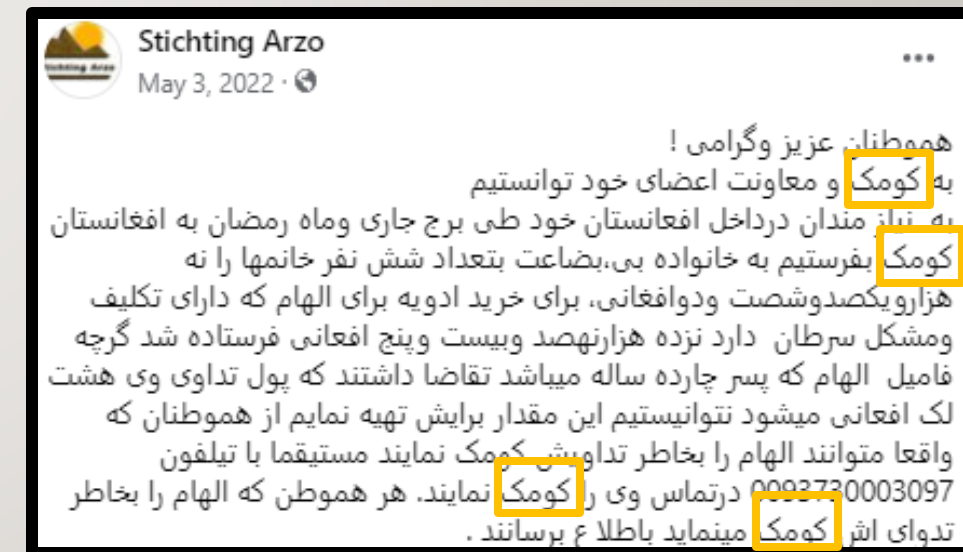 Stichting Arzo
May 3, 2022
هموطنان عزیز وگرامی !
به کومک و معاونت اعضای خود توانستیم
به نیاز مندان درداخل افغانستان خود طی برج جاری وماه رمضان به افغانستان
کومک بفرستیم به خانواده بی،بضاعت بتعداد شش نفر خانمها را نه
هزارویکصدوشصت ودوافغانی، برای خرید ادویه برای الهام که دارای تکلیف
ومشکل سرطان دارد نزده هزارنهصد وبیست وپنج افعانی فرستاده شد گرچه
فامیل الهام که پسر چارده ساله میباشد تقاضا داشتند که پول تداوی وی هشت
لک افعانی میشود نتوانیستیم این مقدار برایش تهیه نمایم از هموطنان که
واقعا متوانند الهام را بخاطر تداویش کومک نمایند مستیقما با تیلفون
0093730003097 درتماس وی را کومک نمایند. هر هموطن که الهام را بخاطر
تدوای اش کومک مینماید باطلا ع برسانند .